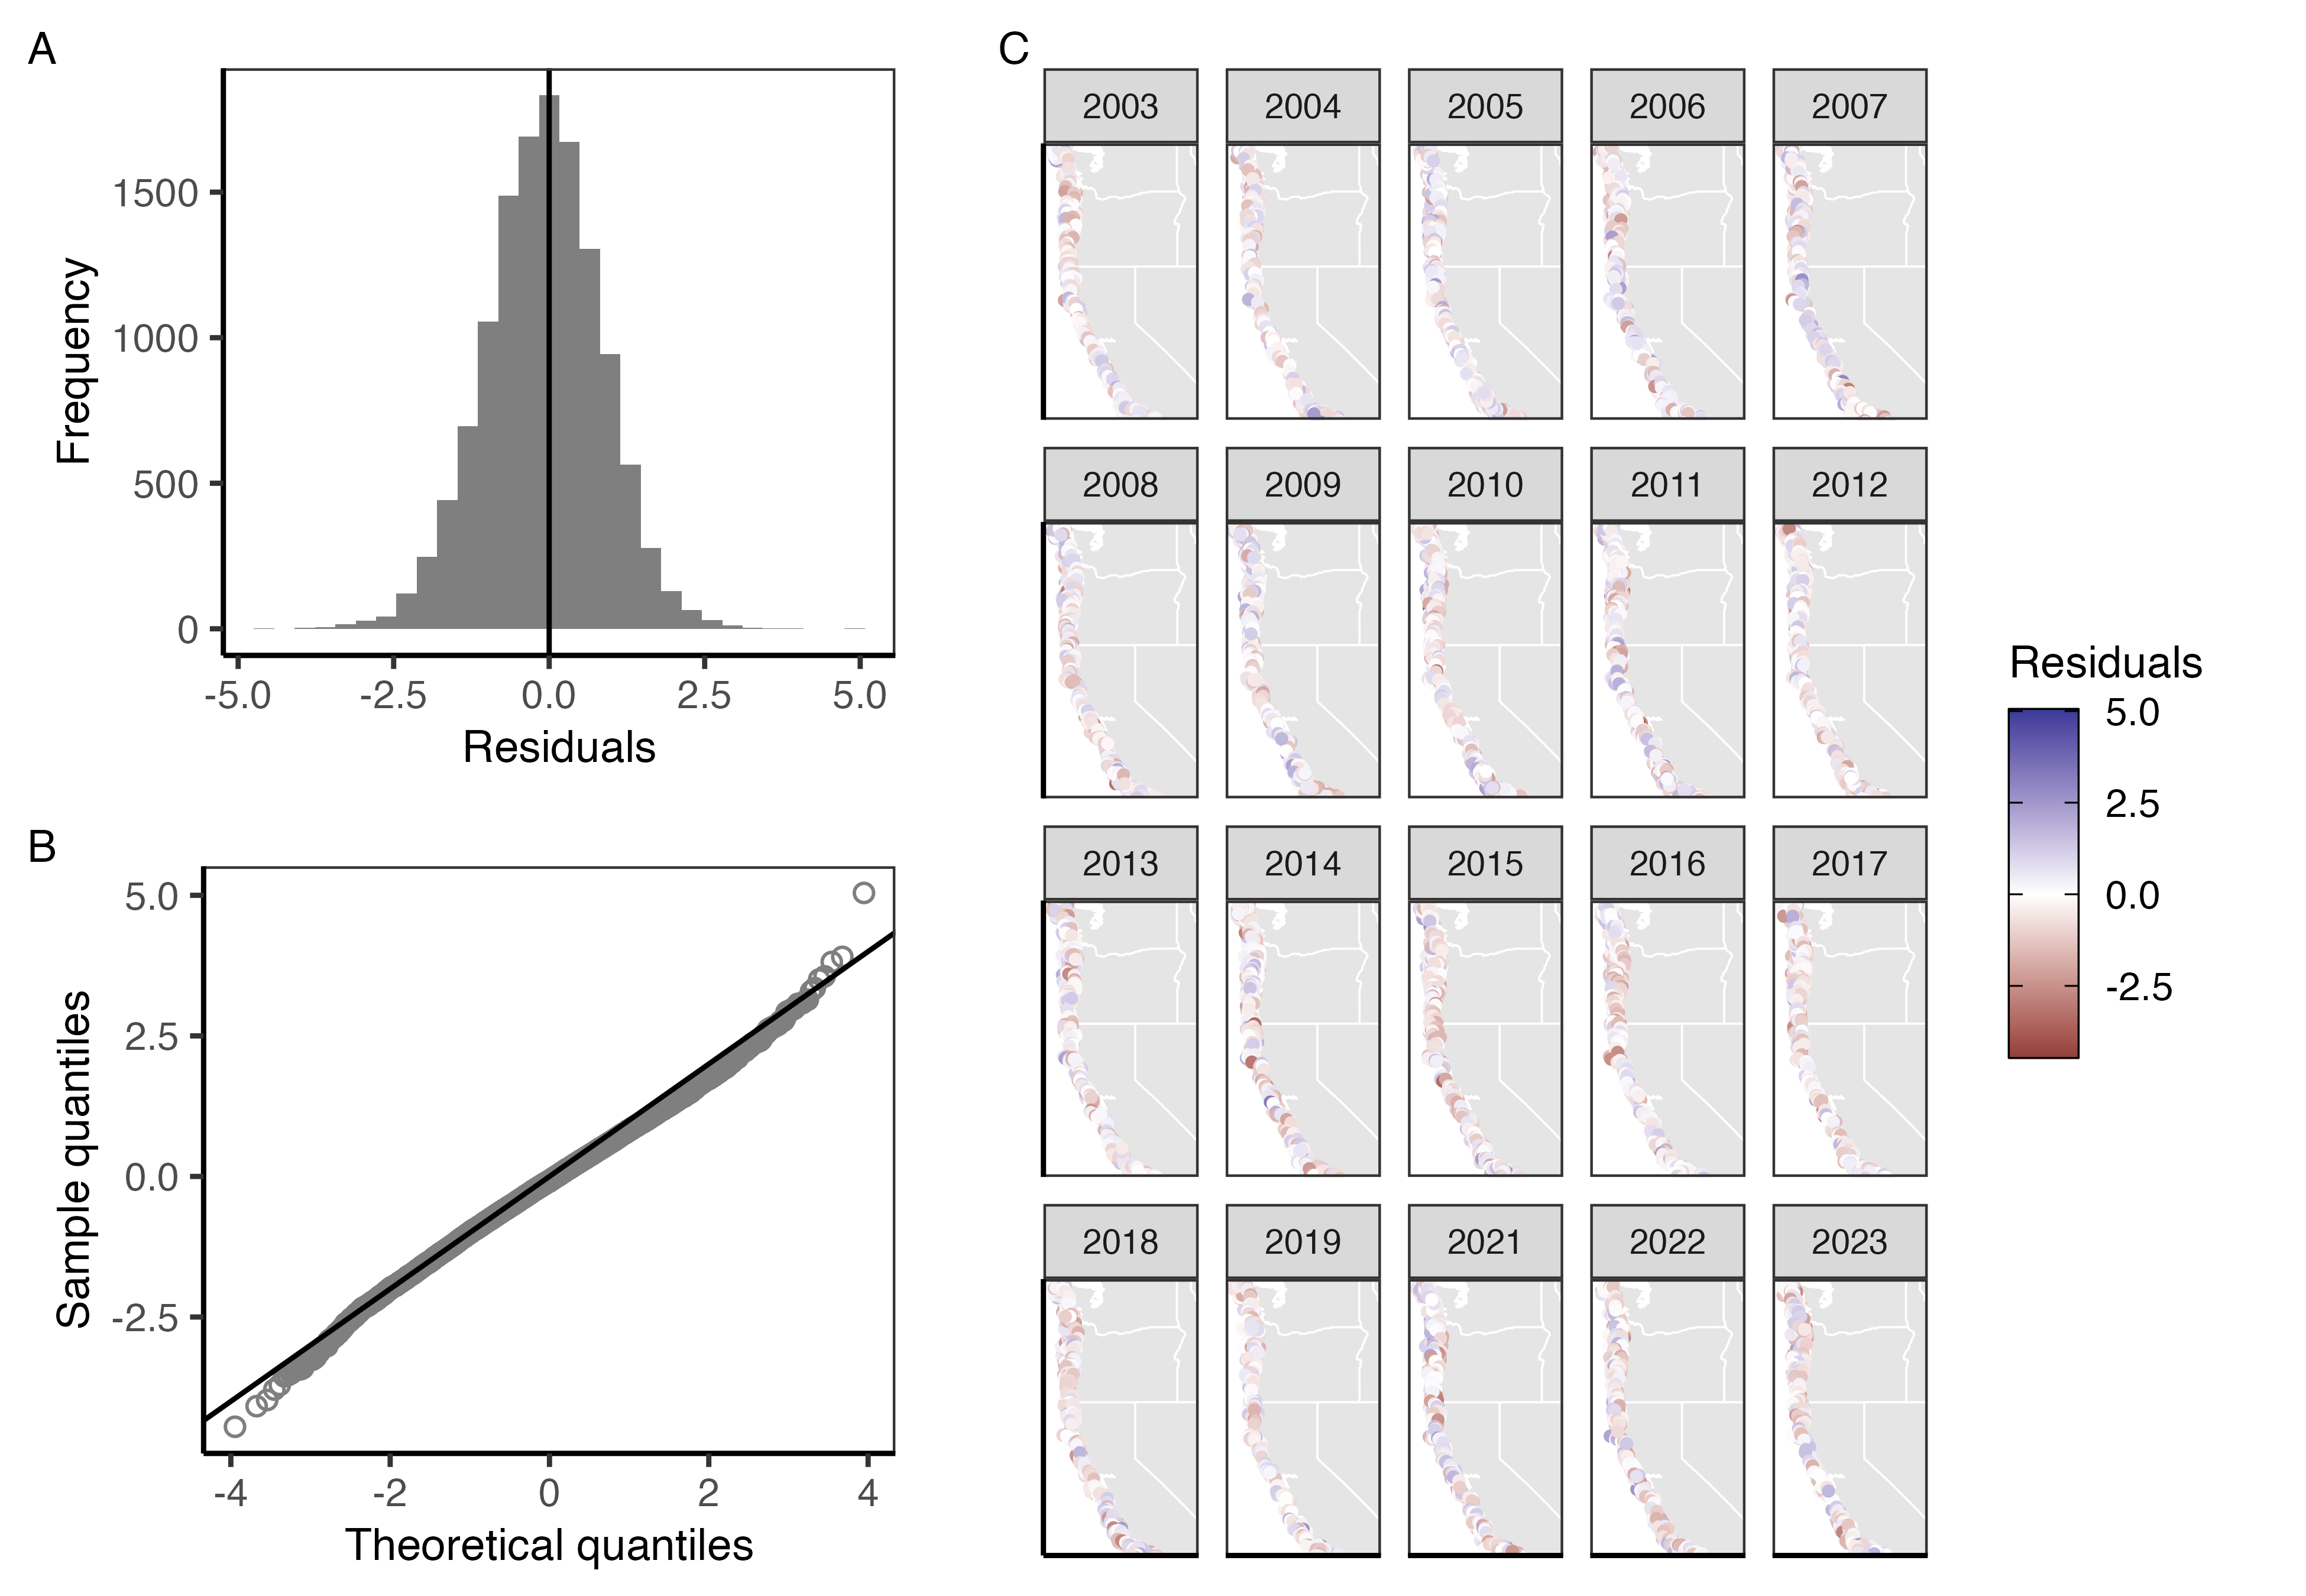 A
1500
1000
500
0
Frequency
-5.0 -2.5 0.0 2.5 5.0
Residuals
B
5.0
2.5
0.0
-2.5
Sample quantiles
-4 -2 0 2 4
Theoretical quantiles
C
2003 2004 2005 2006 2007
2008 2009 2010 2011 2012
2013 2014 2015 2016 2017
2018 2019 2021 2022 2023
Residuals
5.0
2.5
0.0
-2.5